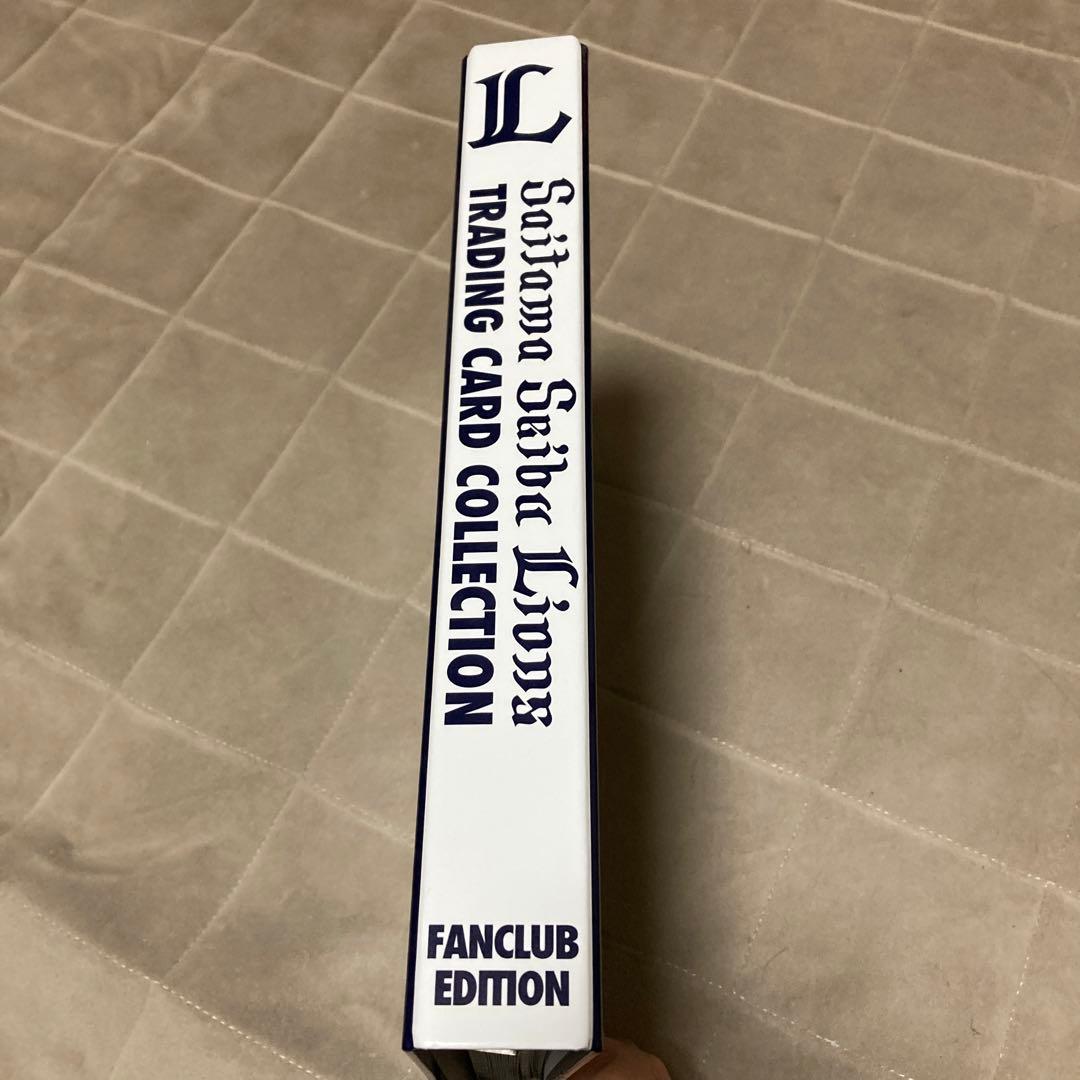 L
Saitama Seibu Lions
TRADING CARD COLLECTION
FANCLUB
EDITION